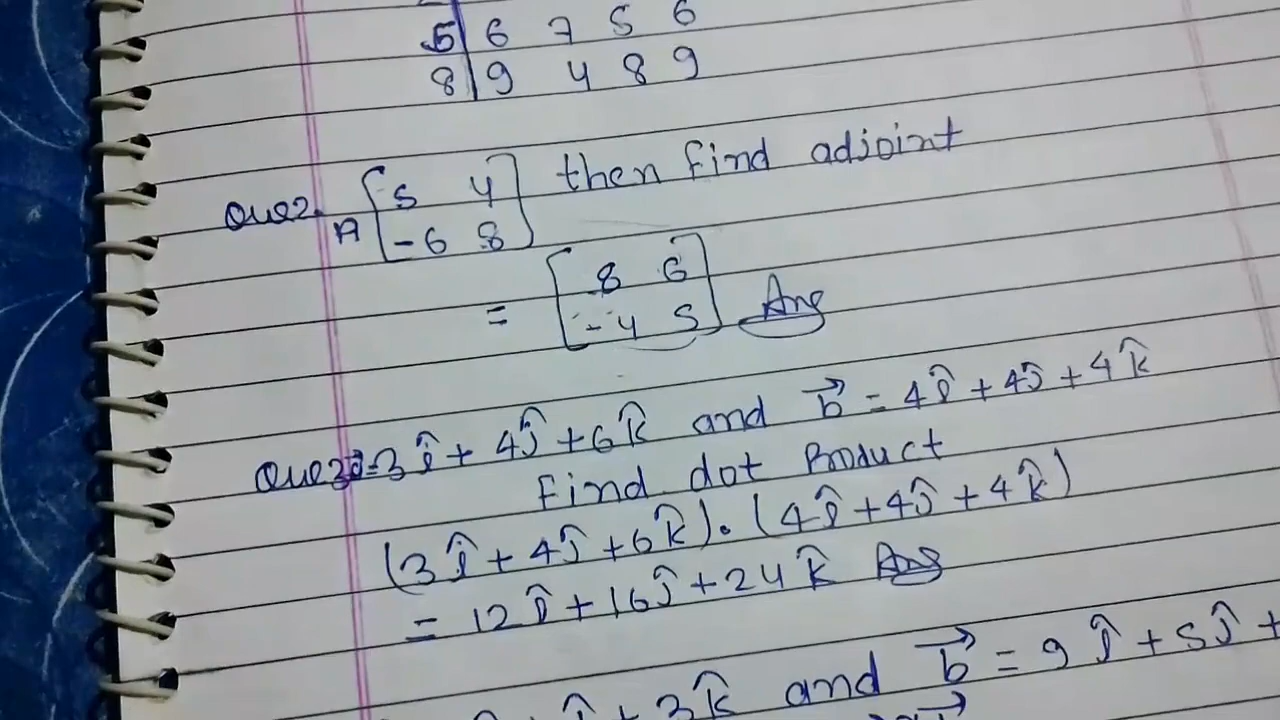 5 | 6 7 5 6
8 | 9 4 8 9
Que2. A [5 4
-6 8] then find adjoint
= [8 6
-4 5] Ans
Que3 a⃗ = 3î + 4ĵ + 6k̂ and b⃗ = 4î + 4ĵ + 4k̂
Find dot Product
(3î + 4ĵ + 6k̂) . (4î + 4ĵ + 4k̂)
= 12î + 16ĵ + 24k̂ Ans
+ 3k̂ and b⃗ = 9î + 5ĵ +